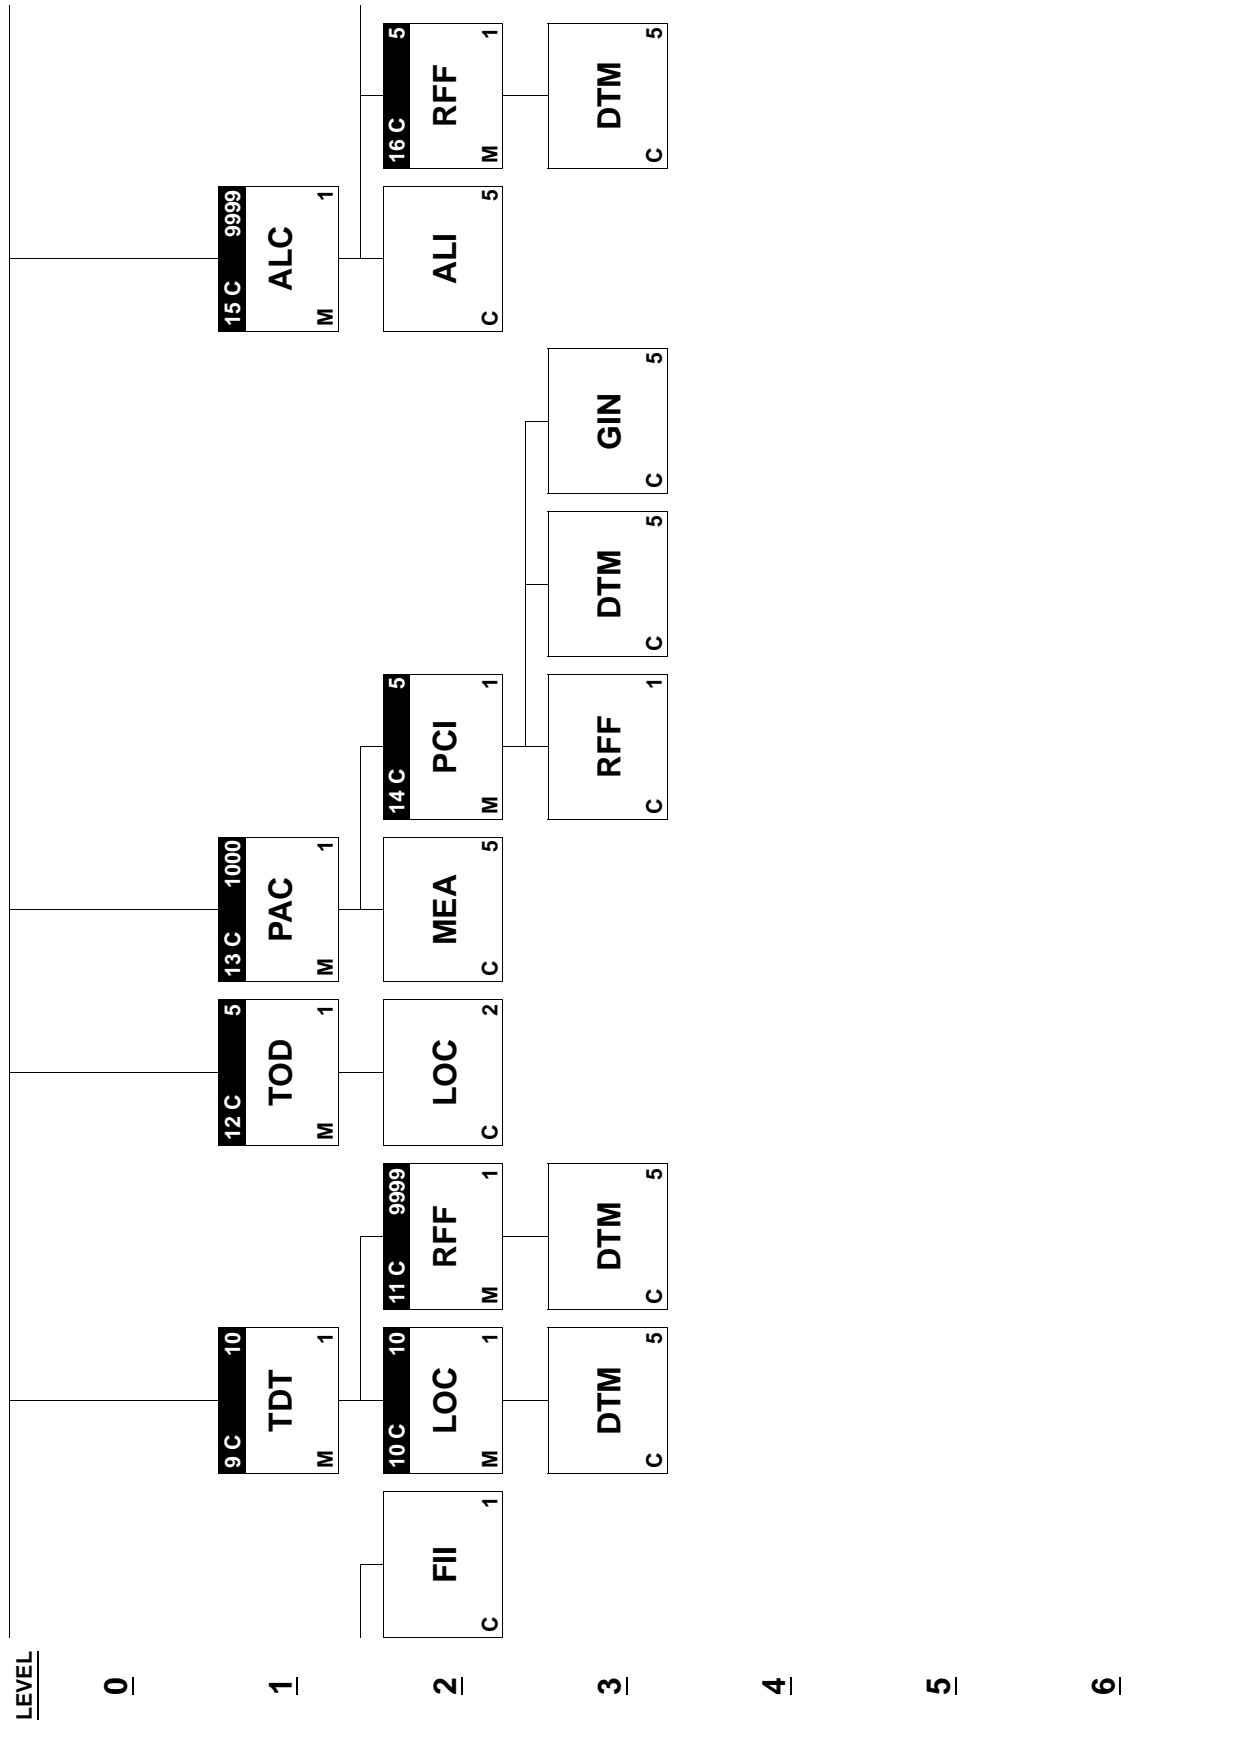 LEVEL
0
1
2
3
4
5
6
FII
C 1
9 C 10
TDT
M 1
10 C 10
LOC
M 1
DTM
C 5
11 C 9999
RFF
M 1
DTM
C 5
12 C 5
TOD
M 1
LOC
C 2
13 C 1000
PAC
M 1
MEA
C 5
14 C 5
PCI
M 1
RFF
C 1
DTM
C 5
GIN
C 5
15 C 9999
ALC
M 1
ALI
C 5
16 C 5
RFF
M 1
DTM
C 5